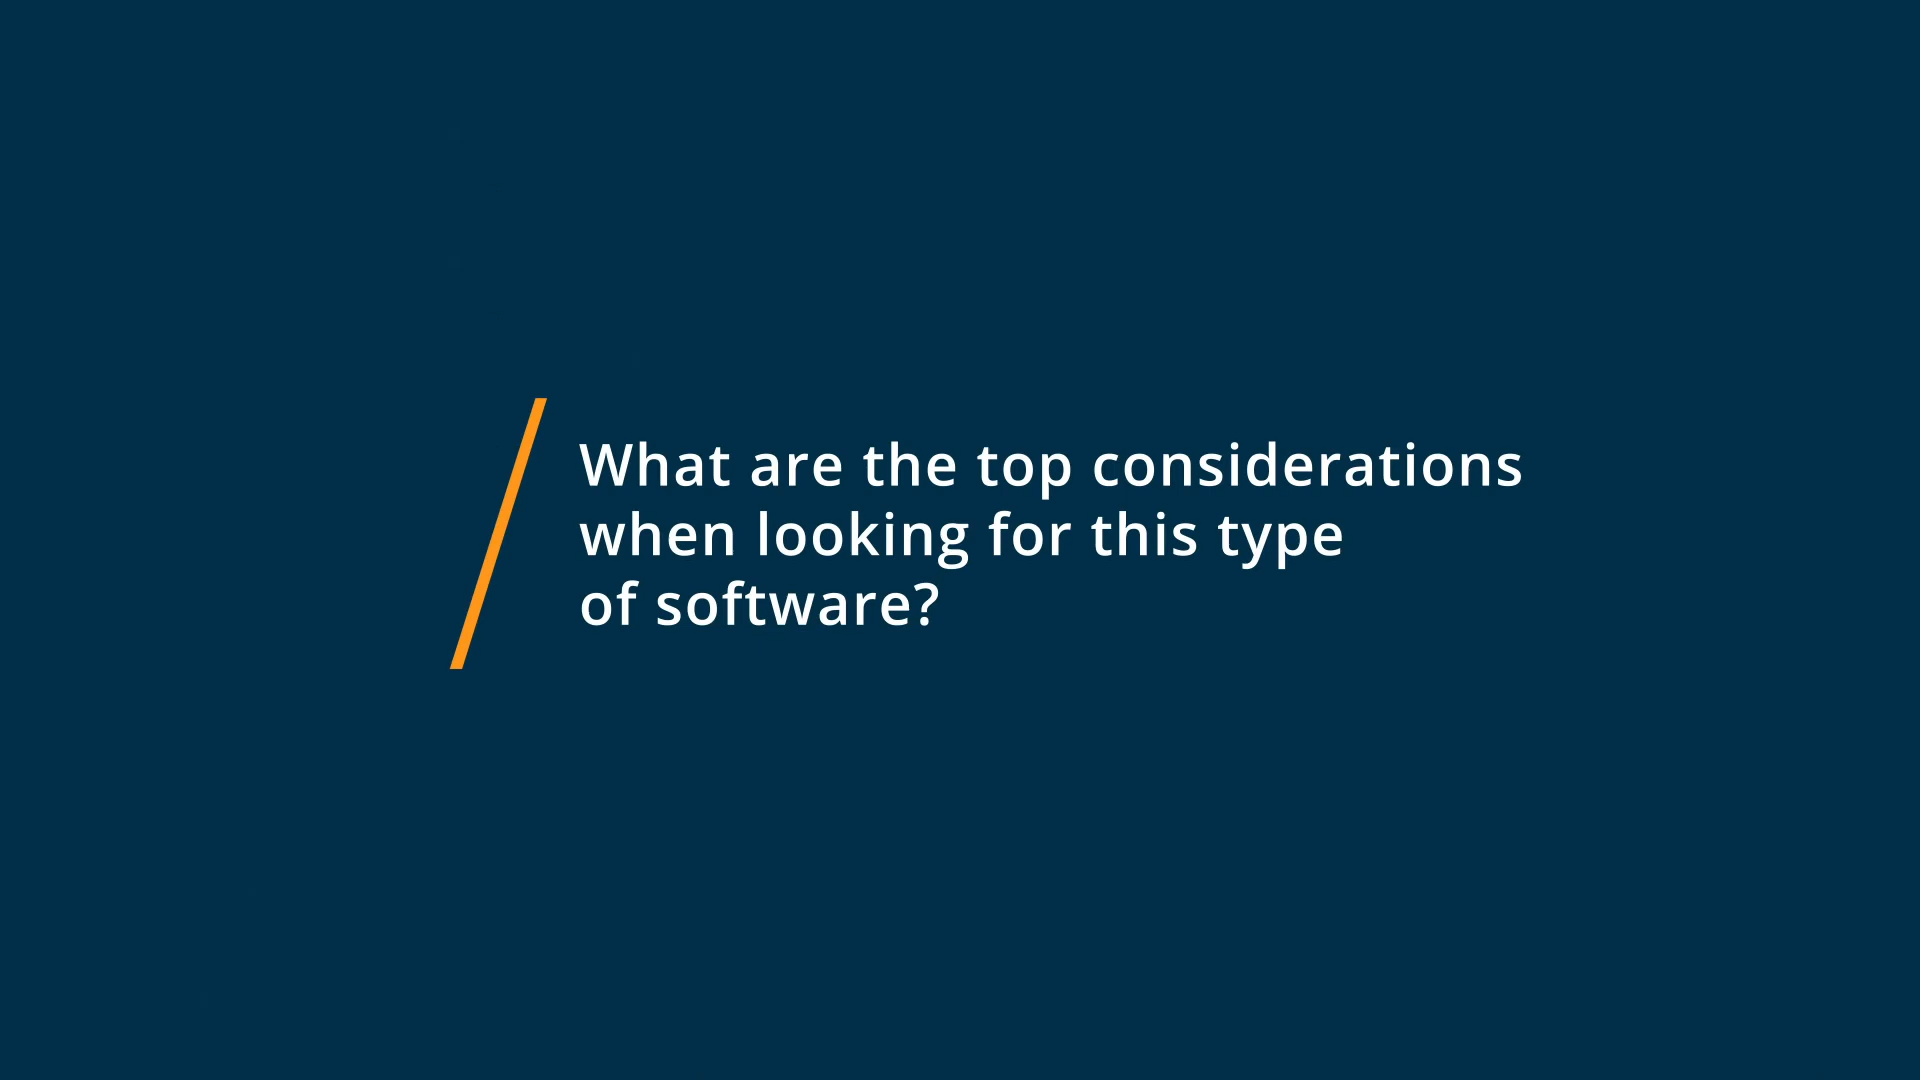 What are the top considerations
when looking for this type
of software?